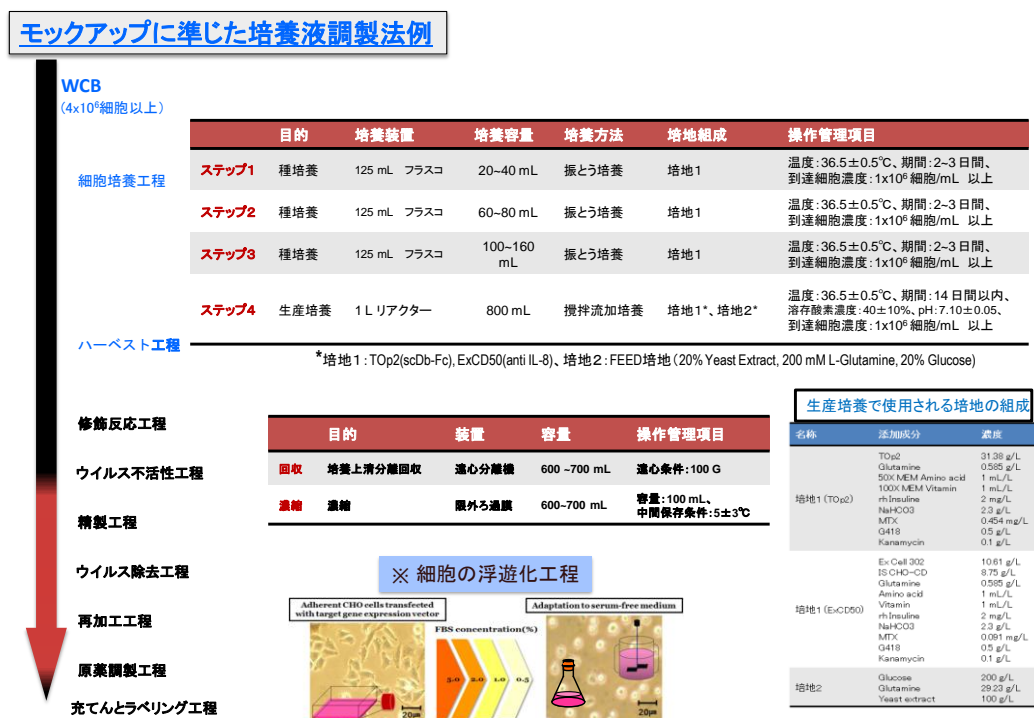 モックアップに準じた培養液調製法例
WCB
(4x10⁶細胞以上)
細胞培養工程
目的 培養装置 培養容量 培養方法 培地組成 操作管理項目
ステップ1 種培養 125 mL フラスコ 20~40 mL 振とう培養 培地1 温度:36.5±0.5℃、期間:2~3日間、
到達細胞濃度:1x10⁶細胞/mL 以上
ステップ2 種培養 125 mL フラスコ 60~80 mL 振とう培養 培地1 温度:36.5±0.5℃、期間:2~3日間、
到達細胞濃度:1x10⁶細胞/mL 以上
ステップ3 種培養 125 mL フラスコ 100~160 mL 振とう培養 培地1 温度:36.5±0.5℃、期間:2~3日間、
到達細胞濃度:1x10⁶細胞/mL 以上
ステップ4 生産培養 1 L リアクター 800 mL 攪拌流加培養 培地1*、培地2* 温度:36.5±0.5℃、期間:14日間以内、
溶存酸素濃度:40±10%、pH:7.10±0.05、
到達細胞濃度:1x10⁶細胞/mL 以上
ハーベスト工程
*培地1:TOp2(scDb-Fc), ExCD50(anti IL-8)、培地2:FEED培地(20% Yeast Extract, 200 mM L-Glutamine, 20% Glucose)
修飾反応工程
ウイルス不活性工程
精製工程
ウイルス除去工程
再加工工程
原薬調製工程
充てんとラベリング工程
目的 装置 容量 操作管理項目
回収 培養上清分離回収 遠心分離機 600 ~700 mL 遠心条件:100 G
濃縮 濃縮 限外ろ過膜 600~700 mL 容量:100 mL、
中間保存条件:5±3℃
※ 細胞の浮遊化工程
Adherent CHO cells transfected
with target gene expression vector
FBS concentration(%)
5.0 2.0 1.0 0.5
20μm
Adaptation to serum-free medium
20μm
生産培養で使用される培地の組成
名称 添加成分 濃度
培地1 (TOp2)
TOp2 31.38 g/L
Glutamine 0.585 g/L
50X MEM Amino acid 1 mL/L
100X MEM Vitamin 1 mL/L
rh Insuline 2 mg/L
NaHCO3 2.3 g/L
MTX 0.454 mg/L
G418 0.5 g/L
Kanamycin 0.1 g/L
培地1 (ExCD50)
Ex Cell 302 10.61 g/L
IS CHO-CD 8.75 g/L
Glutamine 0.585 g/L
Amino acid 1 mL/L
Vitamin 1 mL/L
rh Insuline 2 mg/L
NaHCO3 2.3 g/L
MTX 0.091 mg/L
G418 0.5 g/L
Kanamycin 0.1 g/L
培地2
Glucose 200 g/L
Glutamine 29.23 g/L
Yeast extract 100 g/L